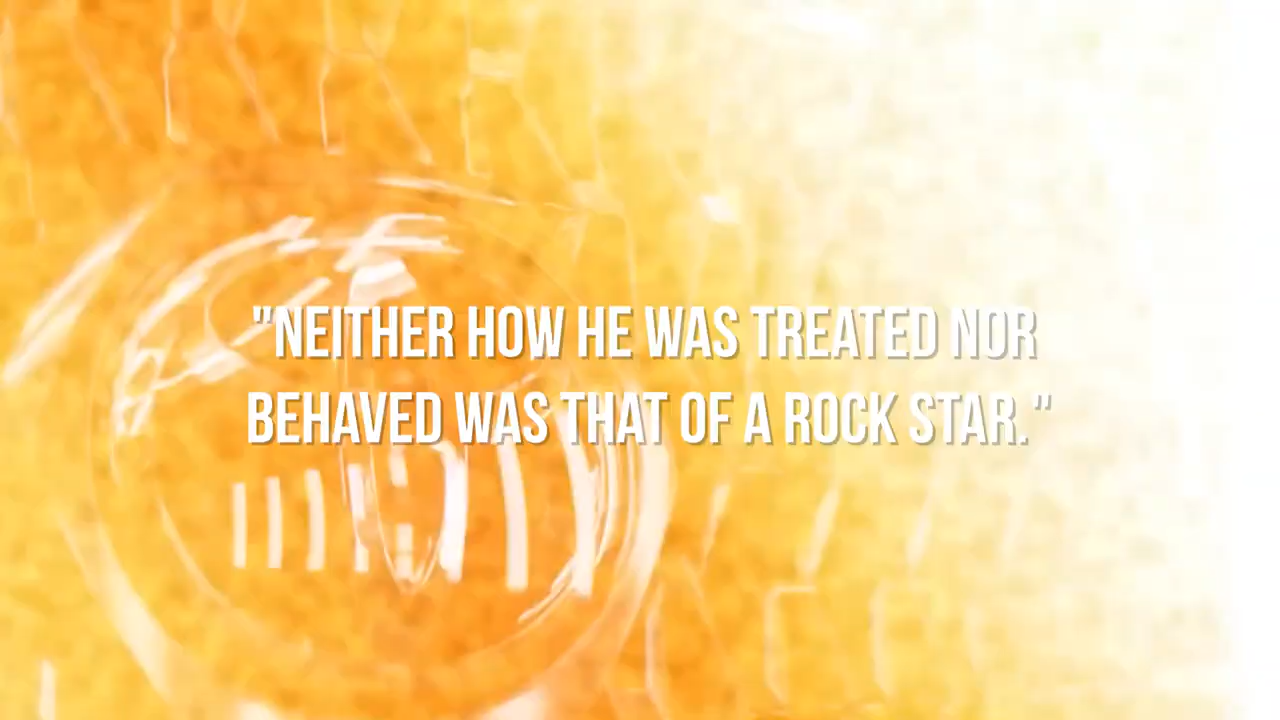 "NEITHER HOW HE WAS TREATED NOR
BEHAVED WAS THAT OF A ROCK STAR."